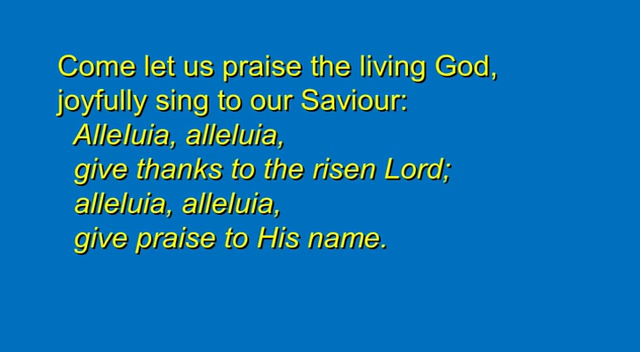 Come let us praise the living God,
joyfully sing to our Saviour:
Alleluia, alleluia,
give thanks to the risen Lord;
alleluia, alleluia,
give praise to His name.